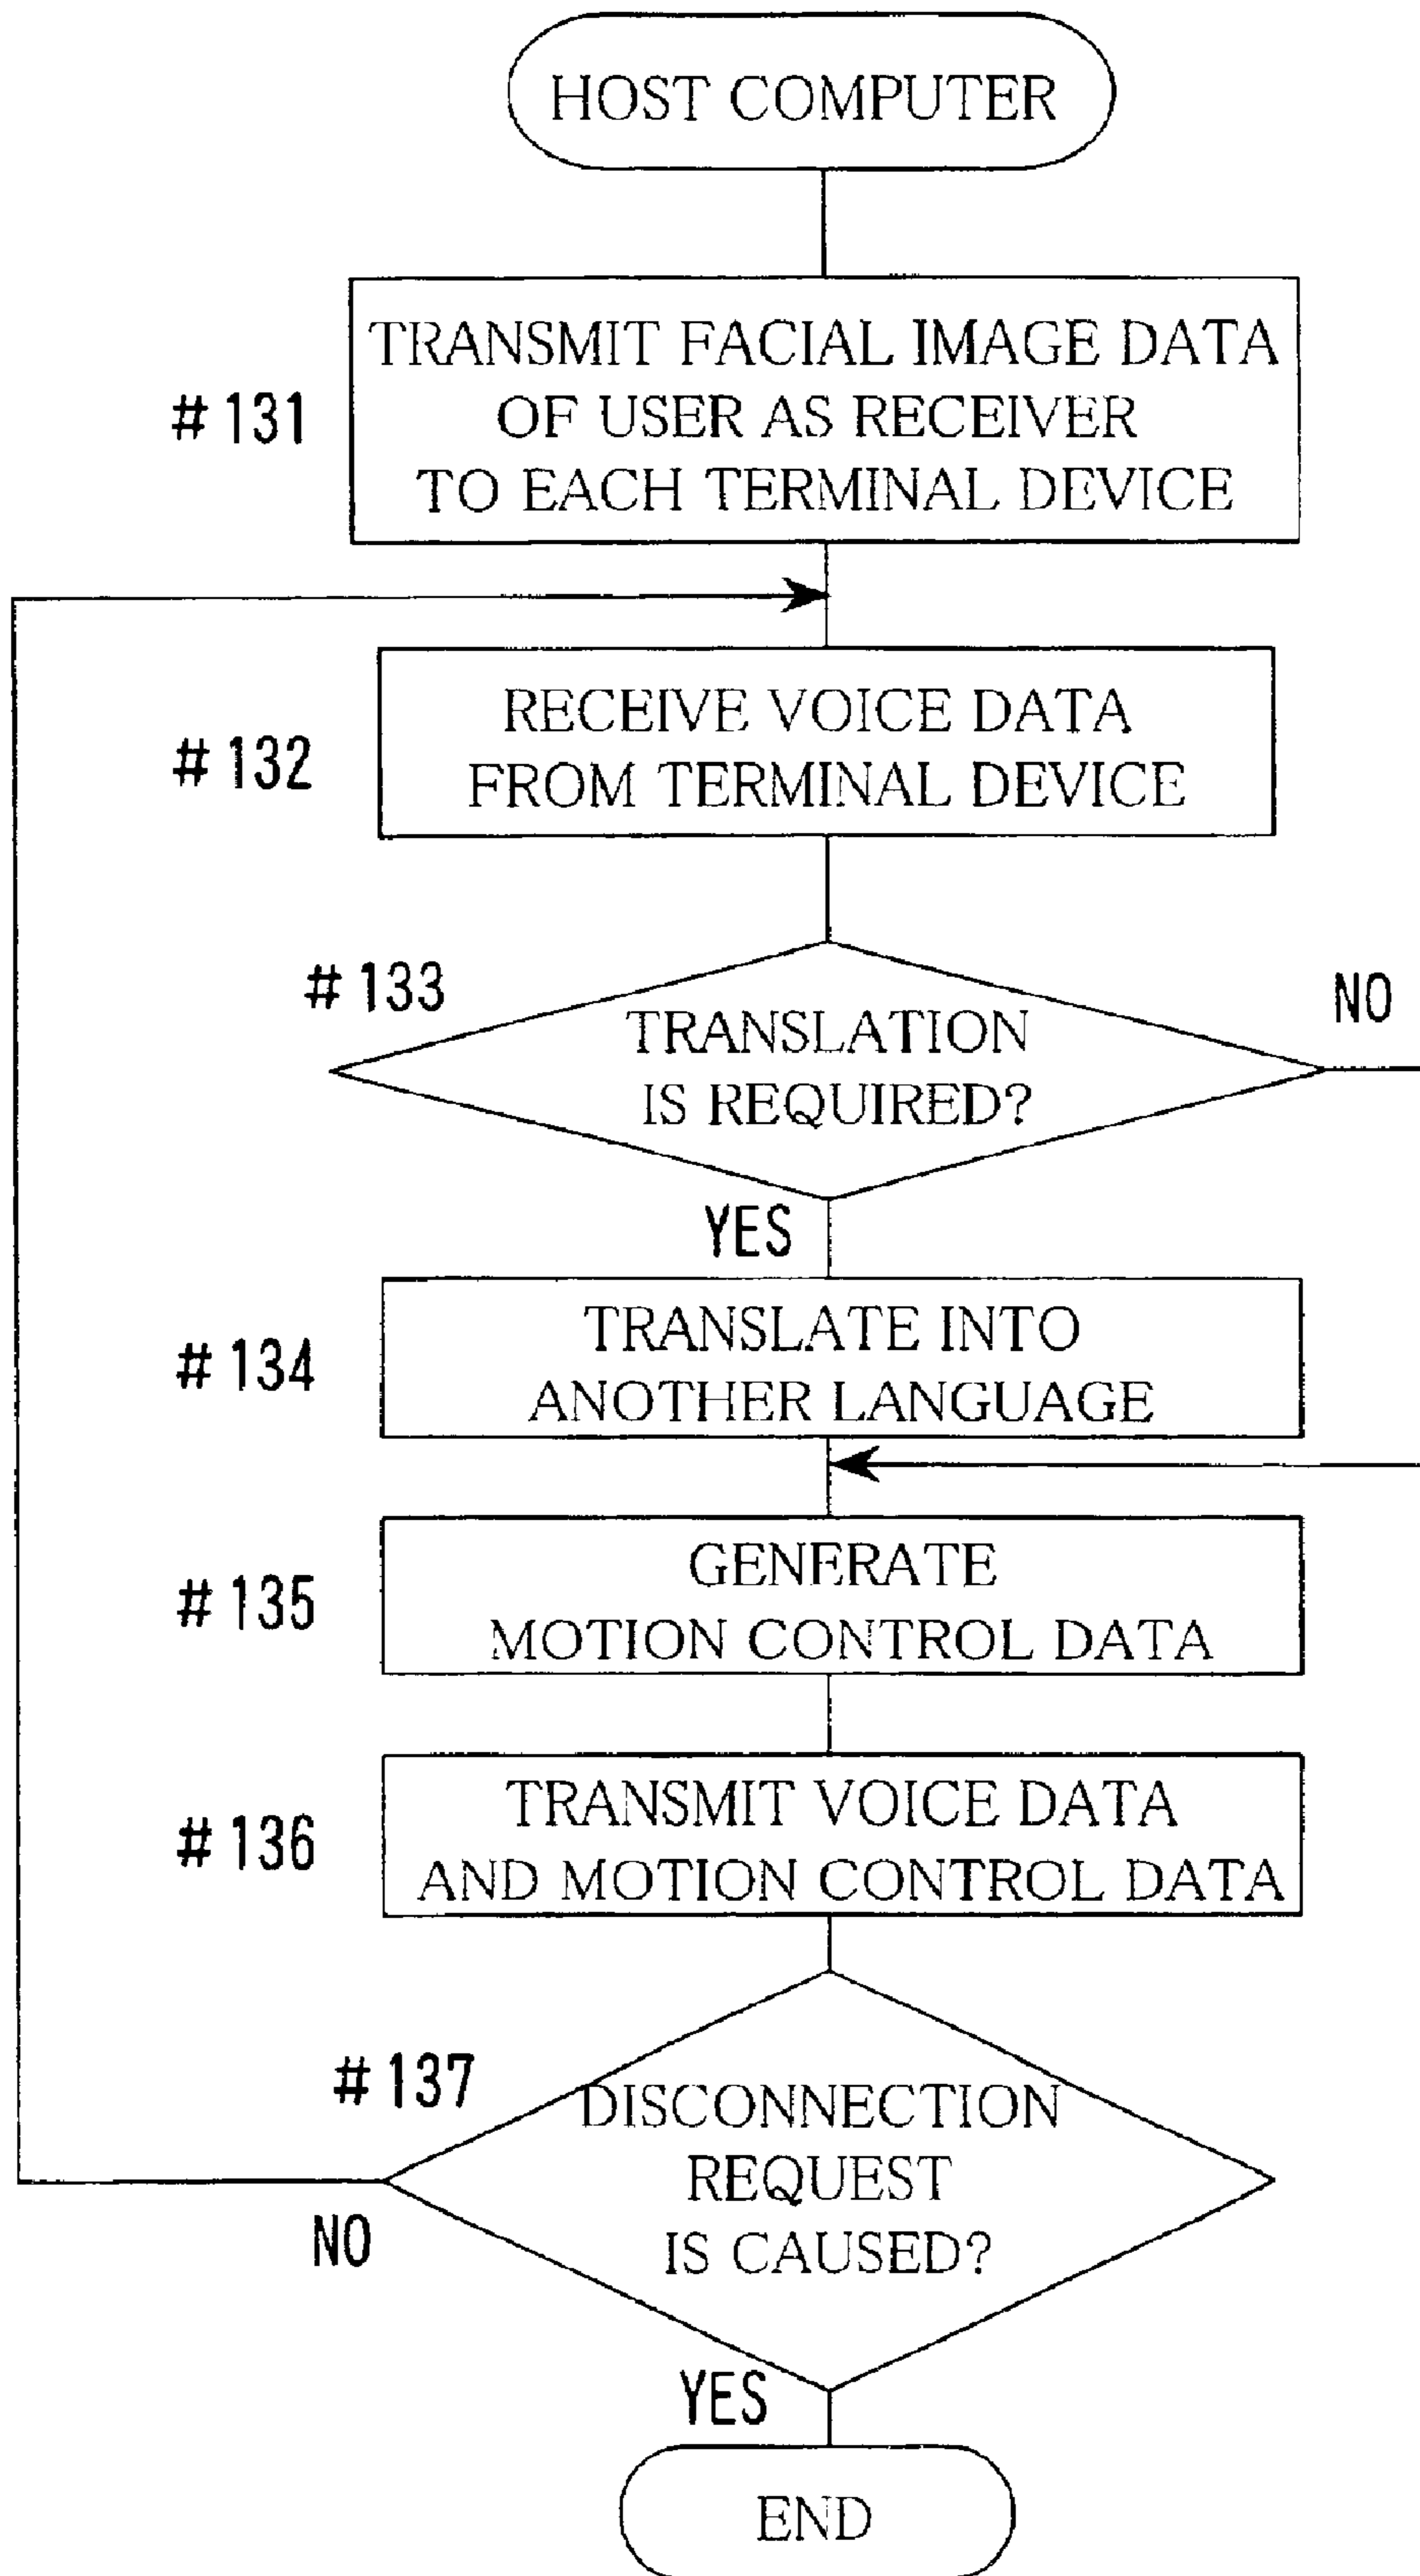 HOST COMPUTER
TRANSMIT FACIAL IMAGE DATA
OF USER AS RECEIVER
TO EACH TERMINAL DEVICE
#131
RECEIVE VOICE DATA
FROM TERMINAL DEVICE
#132
#133
TRANSLATION
IS REQUIRED?
NO
YES
TRANSLATE INTO
ANOTHER LANGUAGE
#134
GENERATE
MOTION CONTROL DATA
#135
TRANSMIT VOICE DATA
AND MOTION CONTROL DATA
#136
#137
DISCONNECTION
REQUEST
IS CAUSED?
NO
YES
END